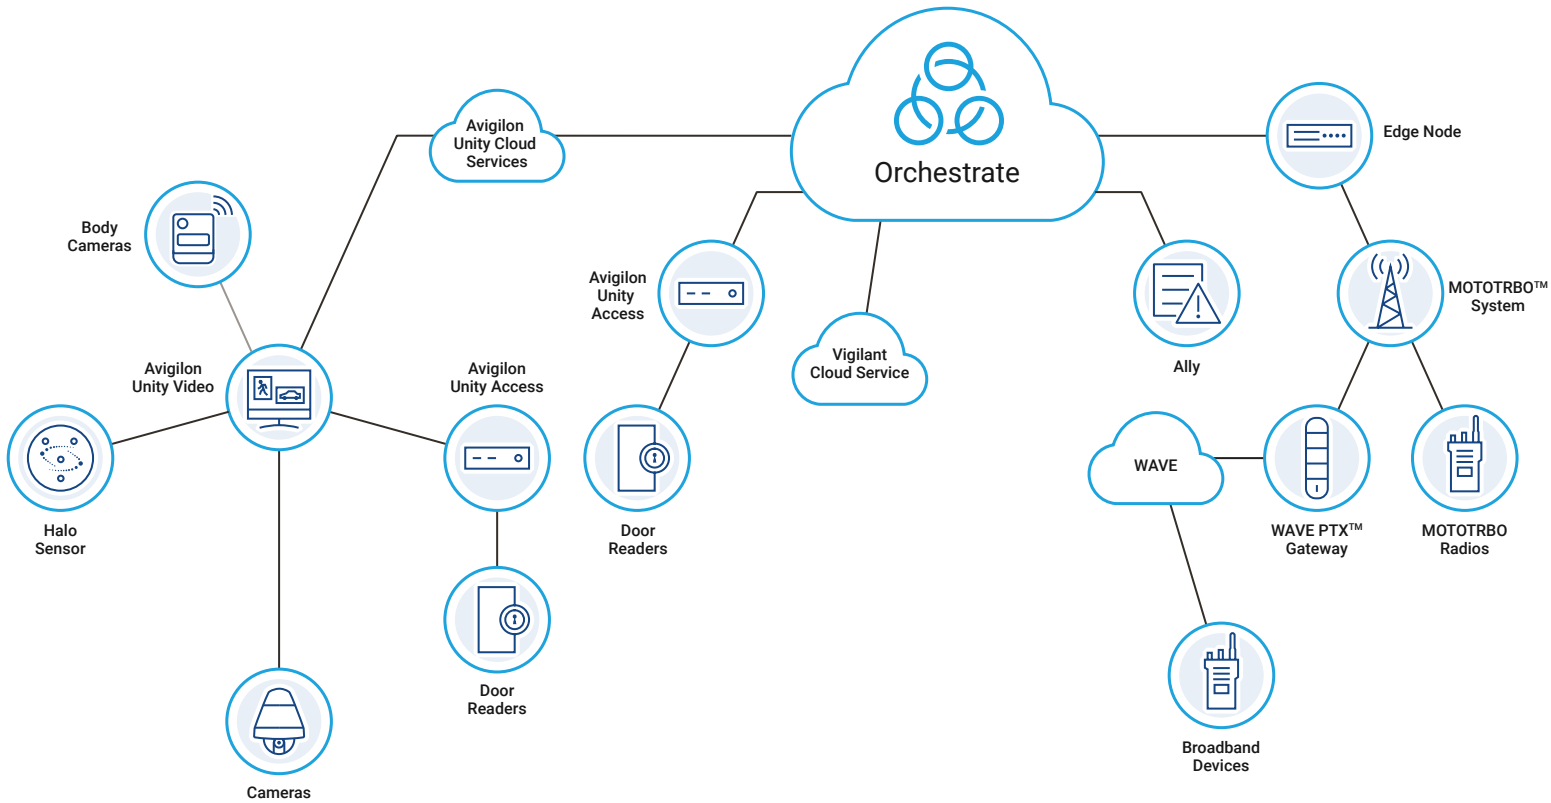 Orchestrate
Avigilon
Unity Cloud
Services
Edge Node
Body
Cameras
Avigilon
Unity
Access
MOTOTRBO™
System
Vigilant
Cloud Service
Ally
Avigilon
Unity Video
Avigilon
Unity Access
WAVE
Halo
Sensor
Door
Readers
WAVE PTX™
Gateway
MOTOTRBO
Radios
Door
Readers
Broadband
Devices
Cameras